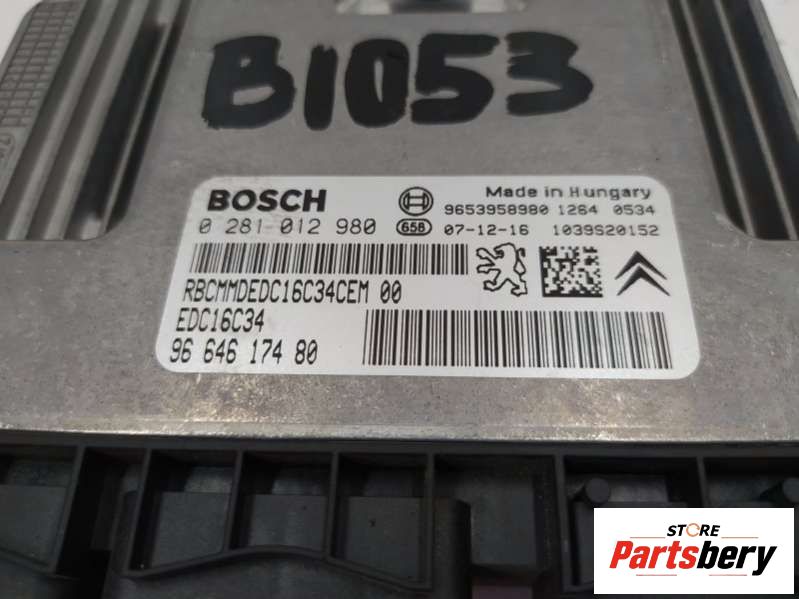 B1053
BOSCH
Made in Hungary
9653958980 1264 0534
0 281 012 980
658
07-12-16 1039S20152
RBCMMDEDC16C34CEM 00
EDC16C34
96 646 174 80
STORE
Partsbery